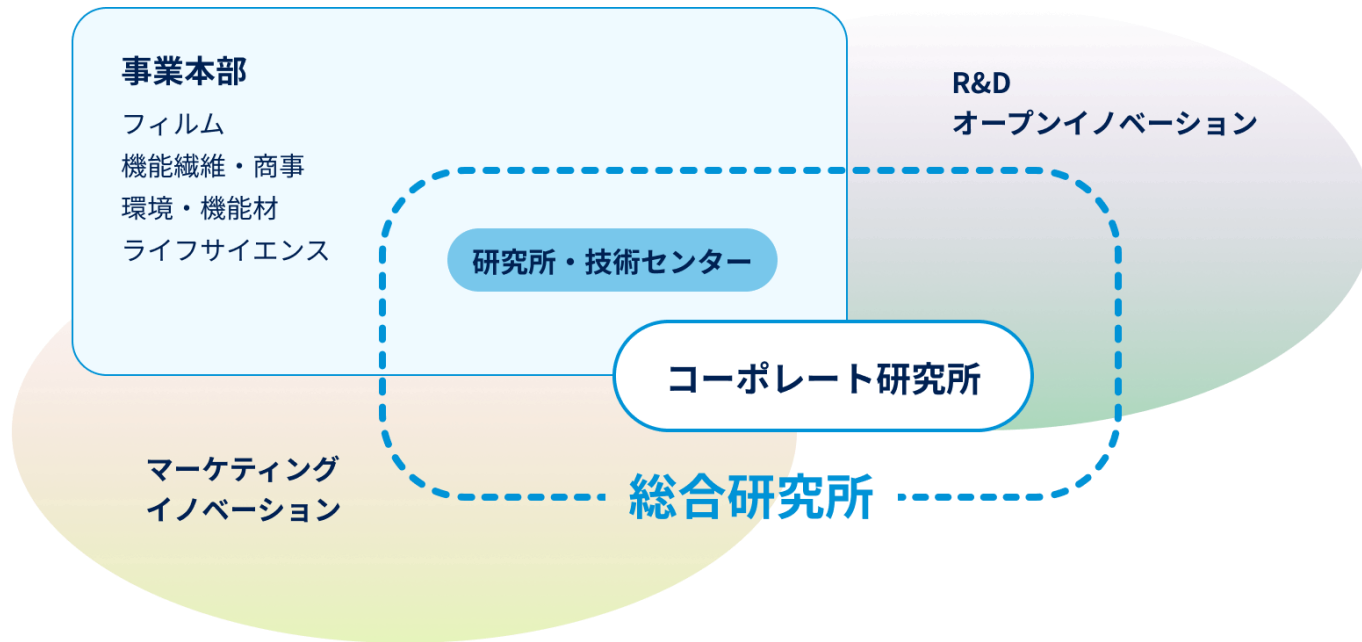 事業本部
フィルム
機能繊維・商事
環境・機能材
ライフサイエンス
R&D
オープンイノベーション
研究所・技術センター
コーポレート研究所
マーケティング
イノベーション
総合研究所